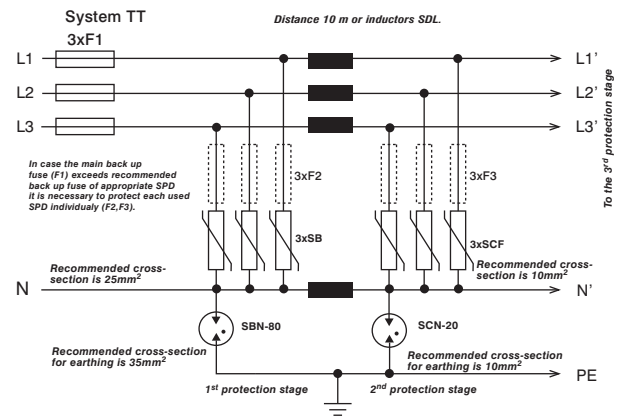 System TT
Distance 10 m or inductors SDL.
3xF1
L1
L1'
L2
L2'
L3
L3'
To the 3rd protection stage
In case the main back up
fuse (F1) exceeds recommended
back up fuse of appropriate SPD
it is necessary to protect each used
SPD individualy (F2,F3).
3xF2
3xF3
3xSB
3xSCF
Recommended cross-
section is 25mm2
Recommended cross-
section is 10mm2
N
N'
SBN-80
SCN-20
Recommended cross-section
for earthing is 35mm2
Recommended cross-section
for earthing is 10mm2
PE
1st protection stage
2nd protection stage